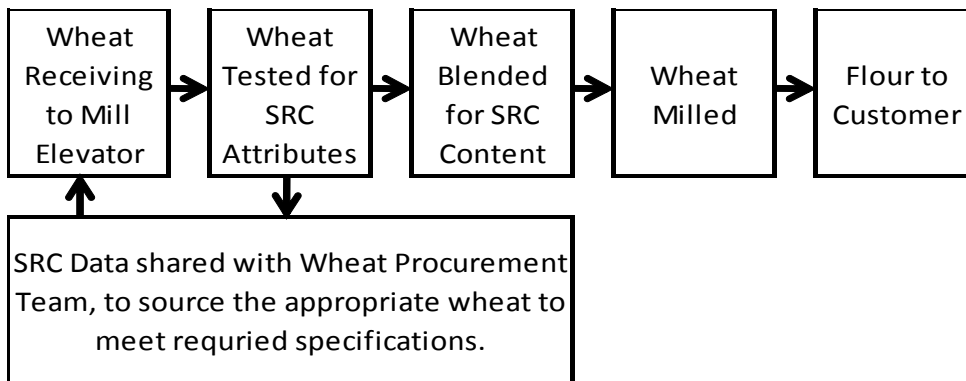 Wheat
Receiving
to Mill
Elevator
Wheat
Tested for
SRC
Attributes
Wheat
Blended
for SRC
Content
Wheat
Milled
Flour to
Customer
SRC Data shared with Wheat Procurement
Team, to source the appropriate wheat to
meet requried specifications.